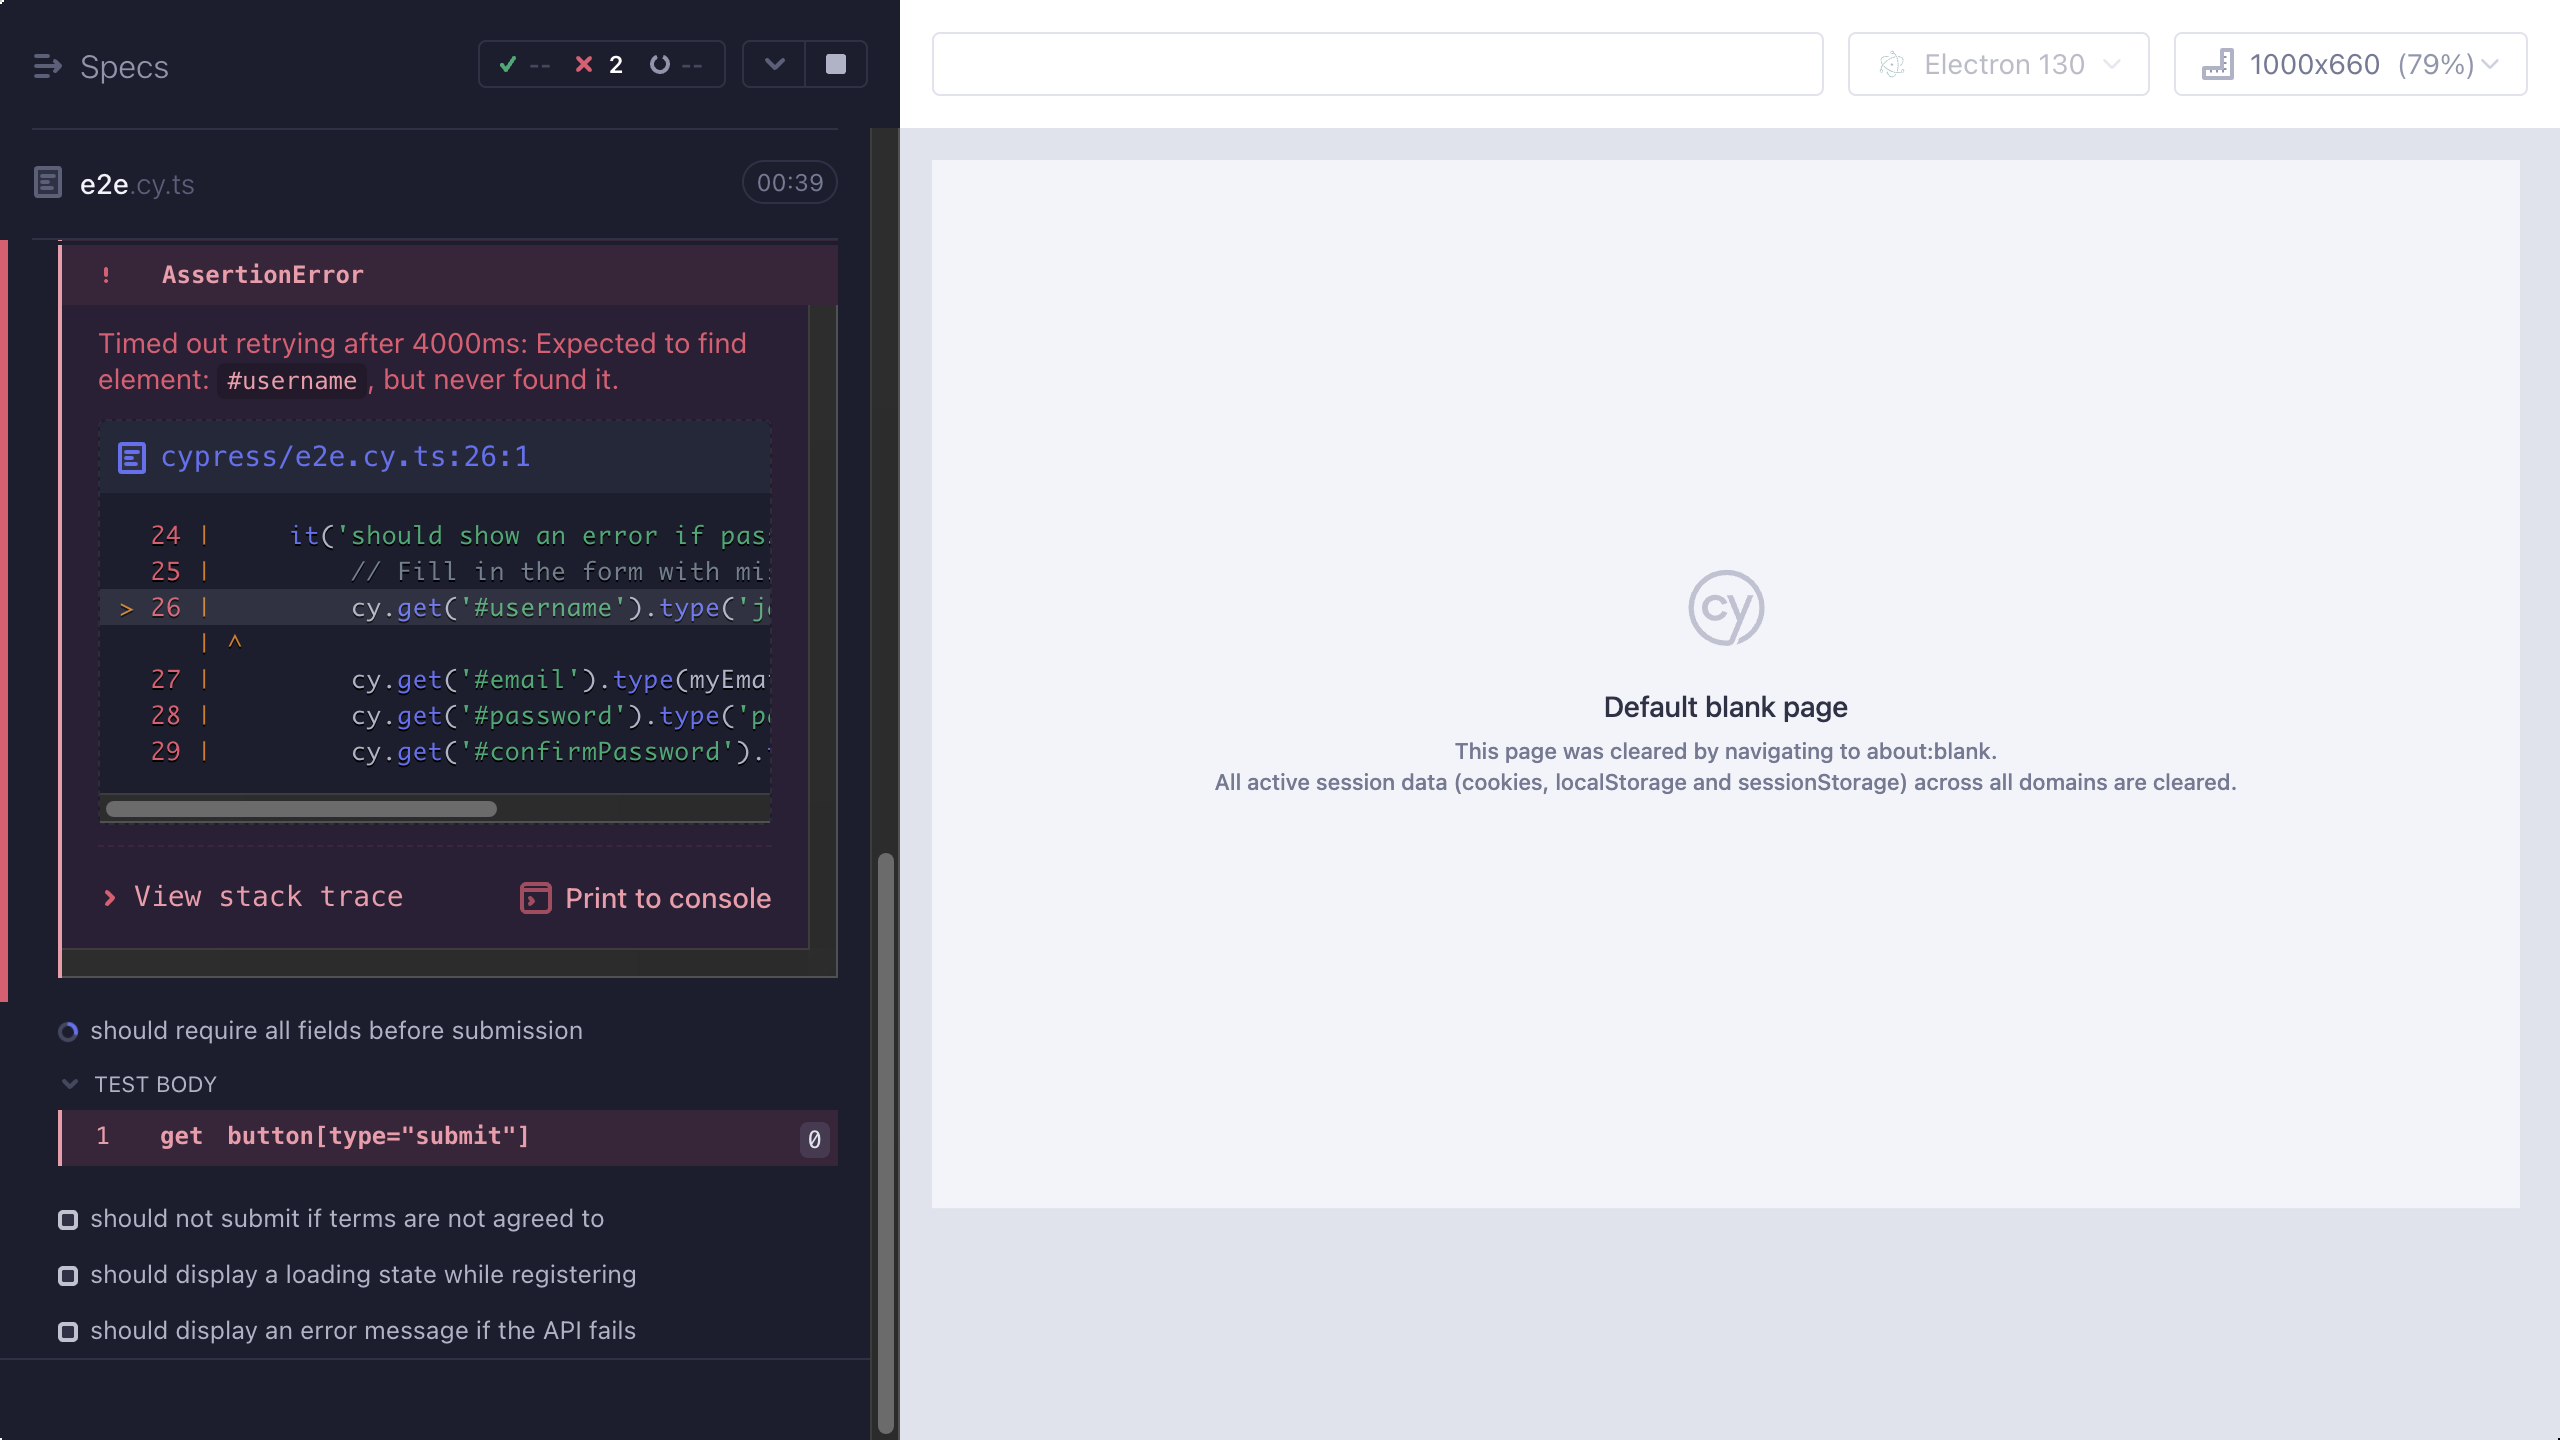 Specs
-- 2 --
e2e.cy.ts 00:39
! AssertionError
Timed out retrying after 4000ms: Expected to find
element: #username, but never found it.
cypress/e2e.cy.ts:26:1
24 | it('should show an error if pas
25 | // Fill in the form with mi
> 26 | cy.get('#username').type('j
| ^
27 | cy.get('#email').type(myEma
28 | cy.get('#password').type('p
29 | cy.get('#confirmPassword').
View stack trace Print to console
should require all fields before submission
TEST BODY
1 get button[type="submit"] 0
should not submit if terms are not agreed to
should display a loading state while registering
should display an error message if the API fails
Electron 130
1000x660 (79%)
cy
Default blank page
This page was cleared by navigating to about:blank.
All active session data (cookies, localStorage and sessionStorage) across all domains are cleared.